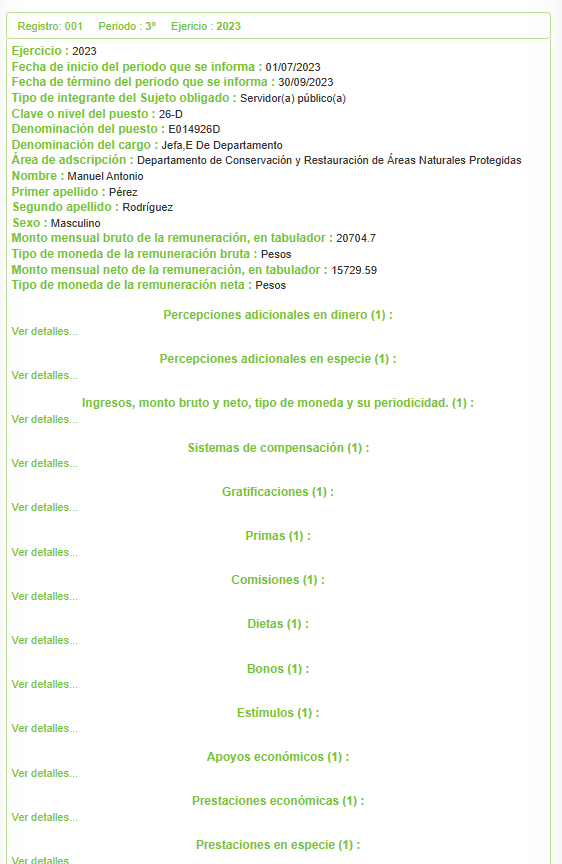 Registro: 001 Periodo : 3° Ejericio : 2023
Ejercicio : 2023
Fecha de inicio del periodo que se informa : 01/07/2023
Fecha de término del periodo que se informa : 30/09/2023
Tipo de integrante del Sujeto obligado : Servidor(a) público(a)
Clave o nivel del puesto : 26-D
Denominación del puesto : E014926D
Denominación del cargo : Jefa,E De Departamento
Área de adscripción : Departamento de Conservación y Restauración de Áreas Naturales Protegidas
Nombre : Manuel Antonio
Primer apellido : Pérez
Segundo apellido : Rodríguez
Sexo : Masculino
Monto mensual bruto de la remuneración, en tabulador : 20704.7
Tipo de moneda de la remuneración bruta : Pesos
Monto mensual neto de la remuneración, en tabulador : 15729.59
Tipo de moneda de la remuneración neta : Pesos
Percepciones adicionales en dinero (1) :
Ver detalles...
Percepciones adicionales en especie (1) :
Ver detalles...
Ingresos, monto bruto y neto, tipo de moneda y su periodicidad. (1) :
Ver detalles...
Sistemas de compensación (1) :
Ver detalles...
Gratificaciones (1) :
Ver detalles...
Primas (1) :
Ver detalles...
Comisiones (1) :
Ver detalles...
Dietas (1) :
Ver detalles...
Bonos (1) :
Ver detalles...
Estímulos (1) :
Ver detalles...
Apoyos económicos (1) :
Ver detalles...
Prestaciones económicas (1) :
Ver detalles...
Prestaciones en especie (1) :
Ver detalles